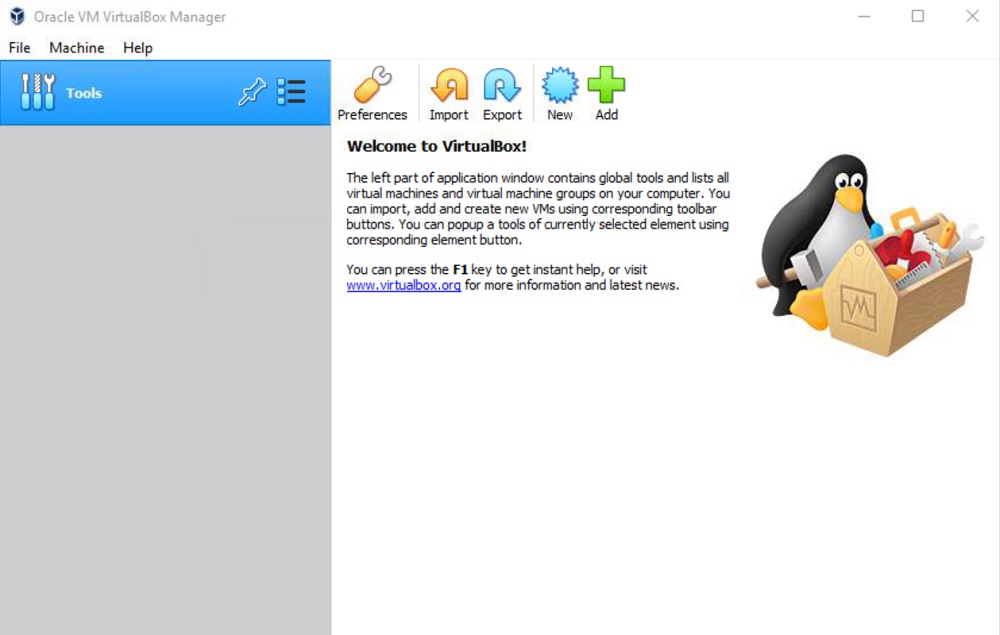 Oracle VM VirtualBox Manager
File Machine Help
Tools
Preferences Import Export New Add
Welcome to VirtualBox!
The left part of application window contains global tools and lists all
virtual machines and virtual machine groups on your computer. You
can import, add and create new VMs using corresponding toolbar
buttons. You can popup a tools of currently selected element using
corresponding element button.
You can press the F1 key to get instant help, or visit
www.virtualbox.org for more information and latest news.
VM